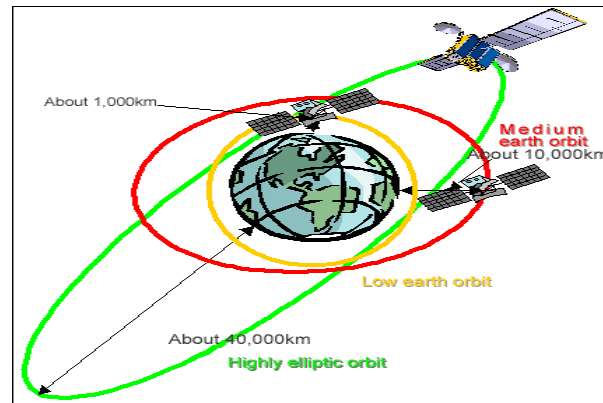 About 1,000km
Medium
earth orbit
About 10,000km
Low earth orbit
About 40,000km
Highly elliptic orbit